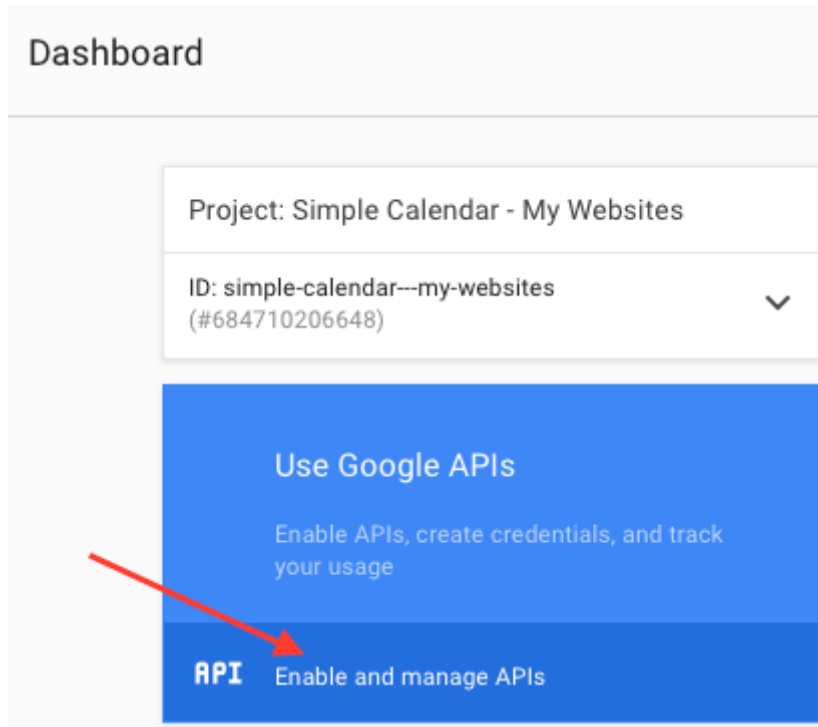 Dashboard
Project: Simple Calendar - My Websites
ID: simple-calendar---my-websites
(#684710206648)
Use Google APIs
Enable APIs, create credentials, and track
your usage
API Enable and manage APIs